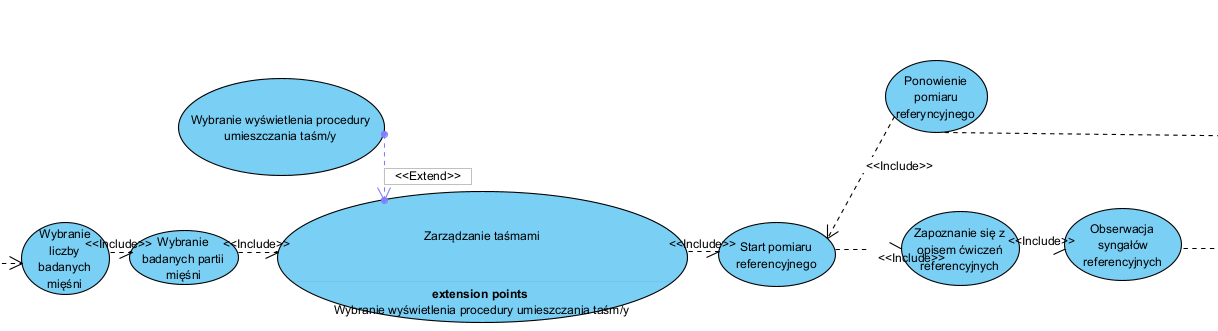 Ponowienie
pomiaru
referyncyjnego
Wybranie wyświetlenia procedury
umieszczania taśm/y
<<Include>>
<<Extend>>
Wybranie
liczby
badanych
mięśni
<<Include>>
Wybranie
badanych partii
mięśni
<<Include>>
Zarządzanie taśmami
extension points
Wybranie wyświetlenia procedury umieszczania taśm/y
<<Include>>
Start pomiaru
referencyjnego
<<Include>>
Zapoznanie się z
opisem ćwiczeń
referencyjnych
<<Include>>
Obserwacja
syngałów
referencyjnych